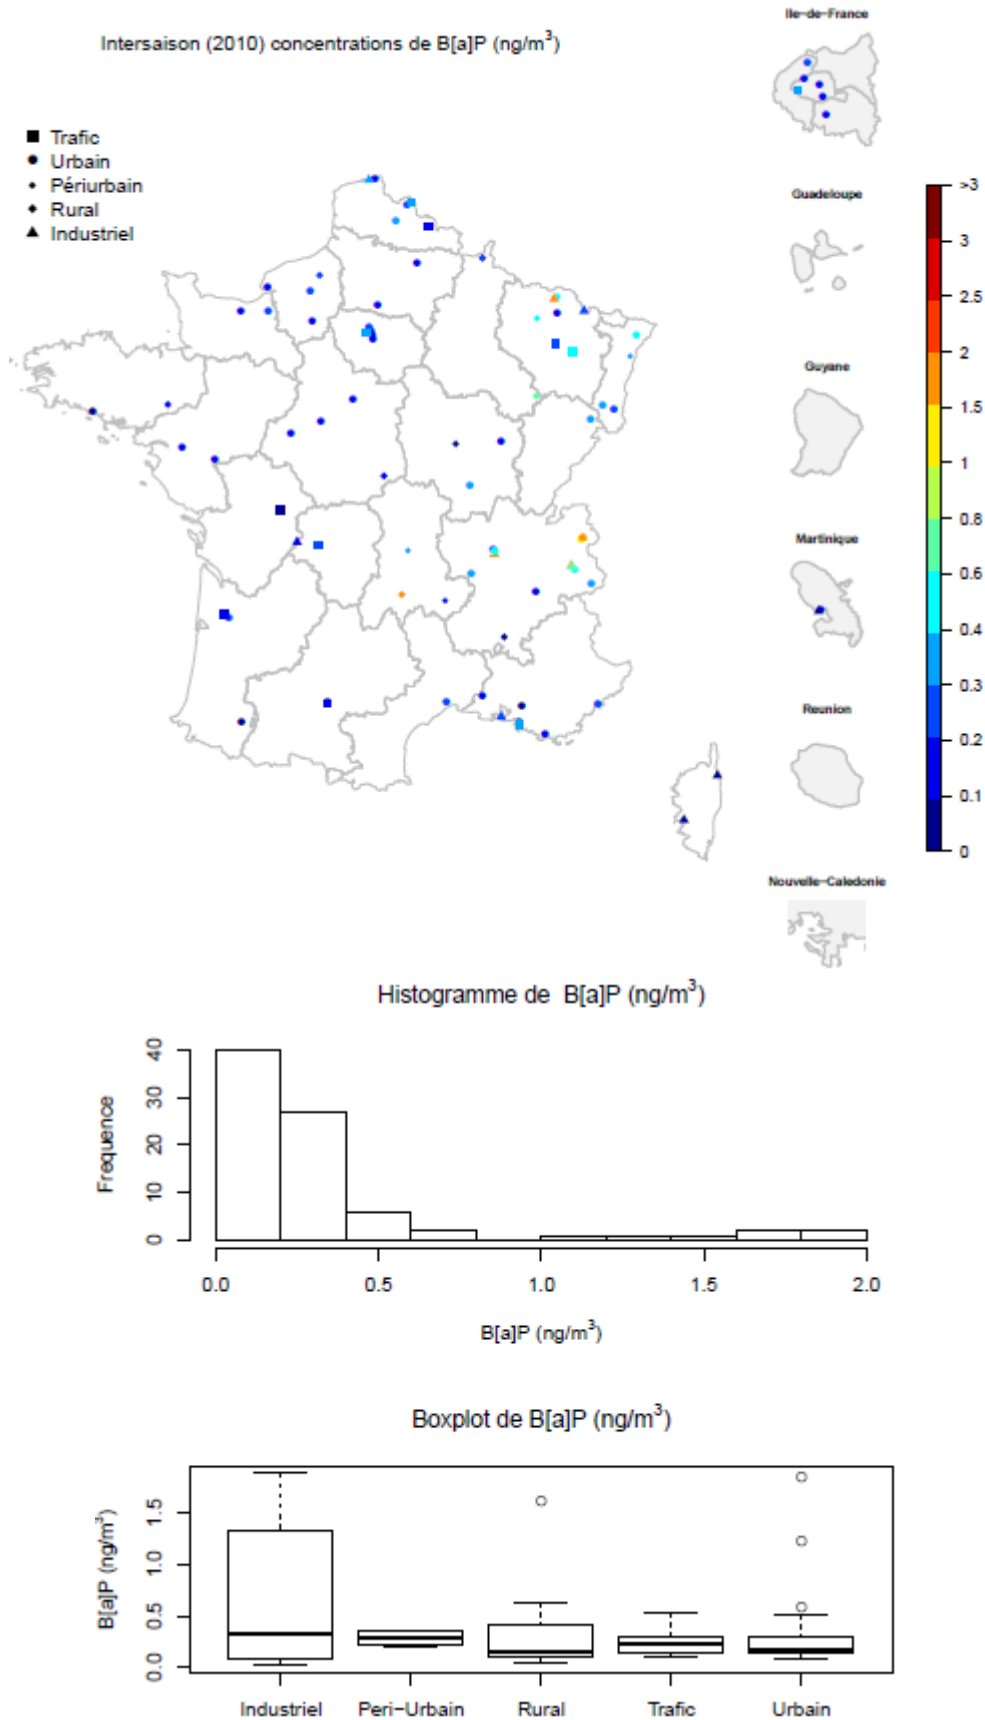 Intersaison (2010) concentrations de B[a]P (ng/m³)
Trafic
Urbain
Périurbain
Rural
Industriel
Ile-de-France
Guadeloupe
Guyane
Martinique
Reunion
Nouvelle-Caledonie
>3
3
2.5
2
1.5
1
0.8
0.6
0.4
0.3
0.2
0.1
0
Histogramme de B[a]P (ng/m³)
Frequence
40
30
20
10
0
0.0 0.5 1.0 1.5 2.0
B[a]P (ng/m³)
Boxplot de B[a]P (ng/m³)
B[a]P (ng/m³)
1.5
1.0
0.5
0.0
Industriel Peri-Urbain Rural Trafic Urbain